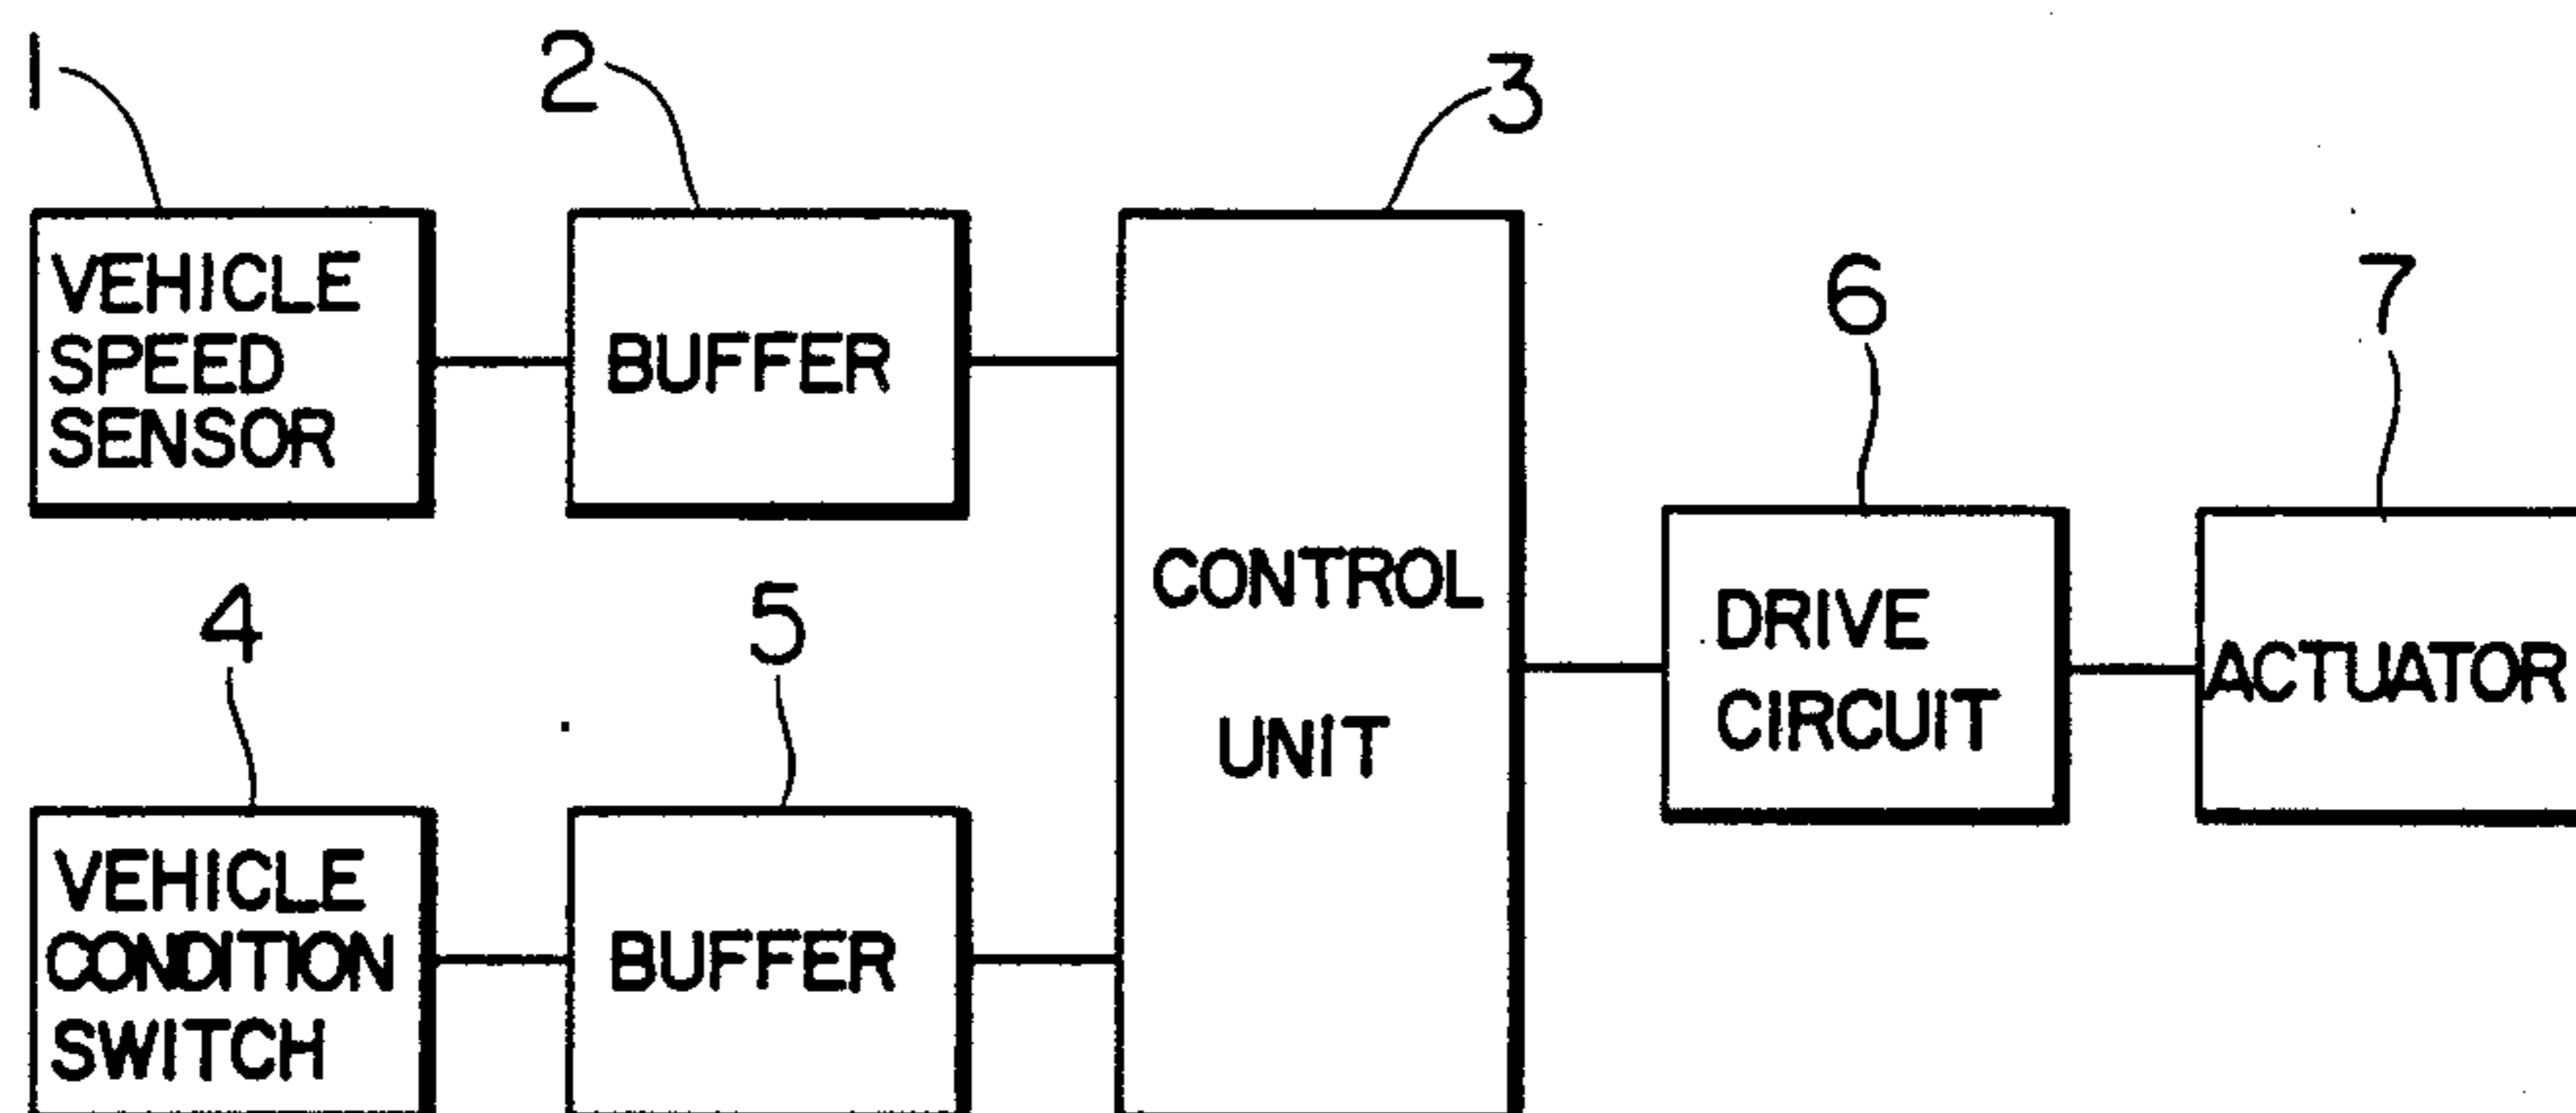 1
2
3
VEHICLE
SPEED
SENSOR
BUFFER
6
7
4
5
CONTROL
UNIT
DRIVE
CIRCUIT
ACTUATOR
VEHICLE
CONDITION
SWITCH
BUFFER